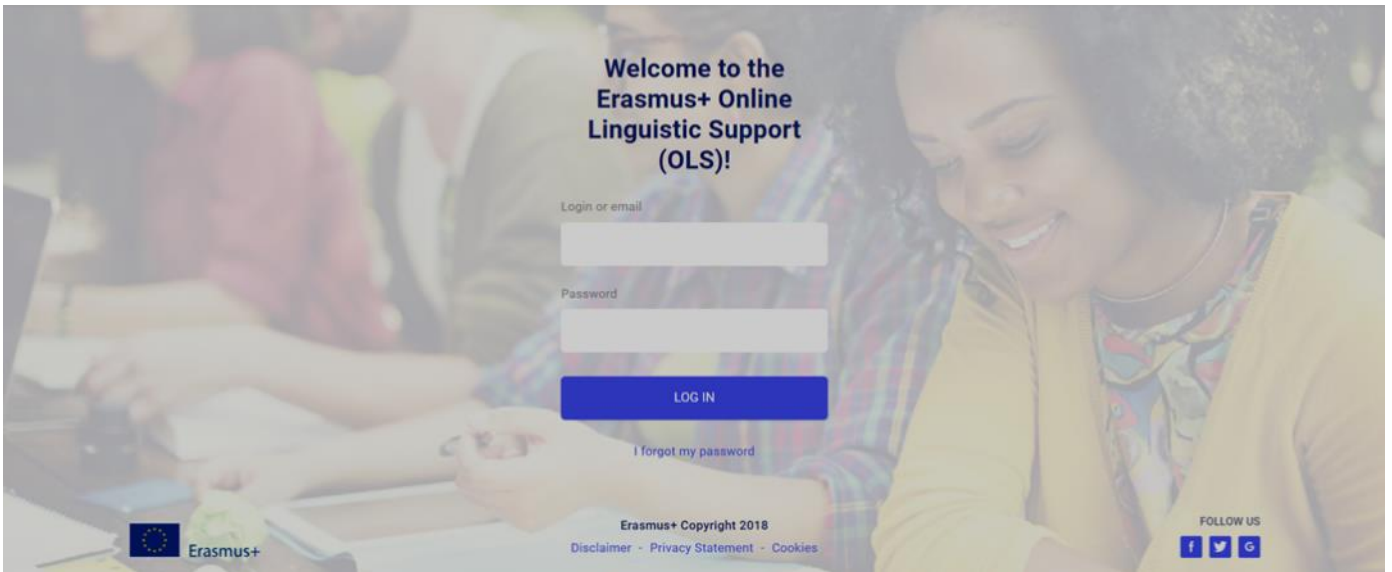 Welcome to the
Erasmus+ Online
Linguistic Support
(OLS)!
Login or email
Password
LOG IN
I forgot my password
Erasmus+
Erasmus+ Copyright 2018
Disclaimer - Privacy Statement - Cookies
FOLLOW US
f G